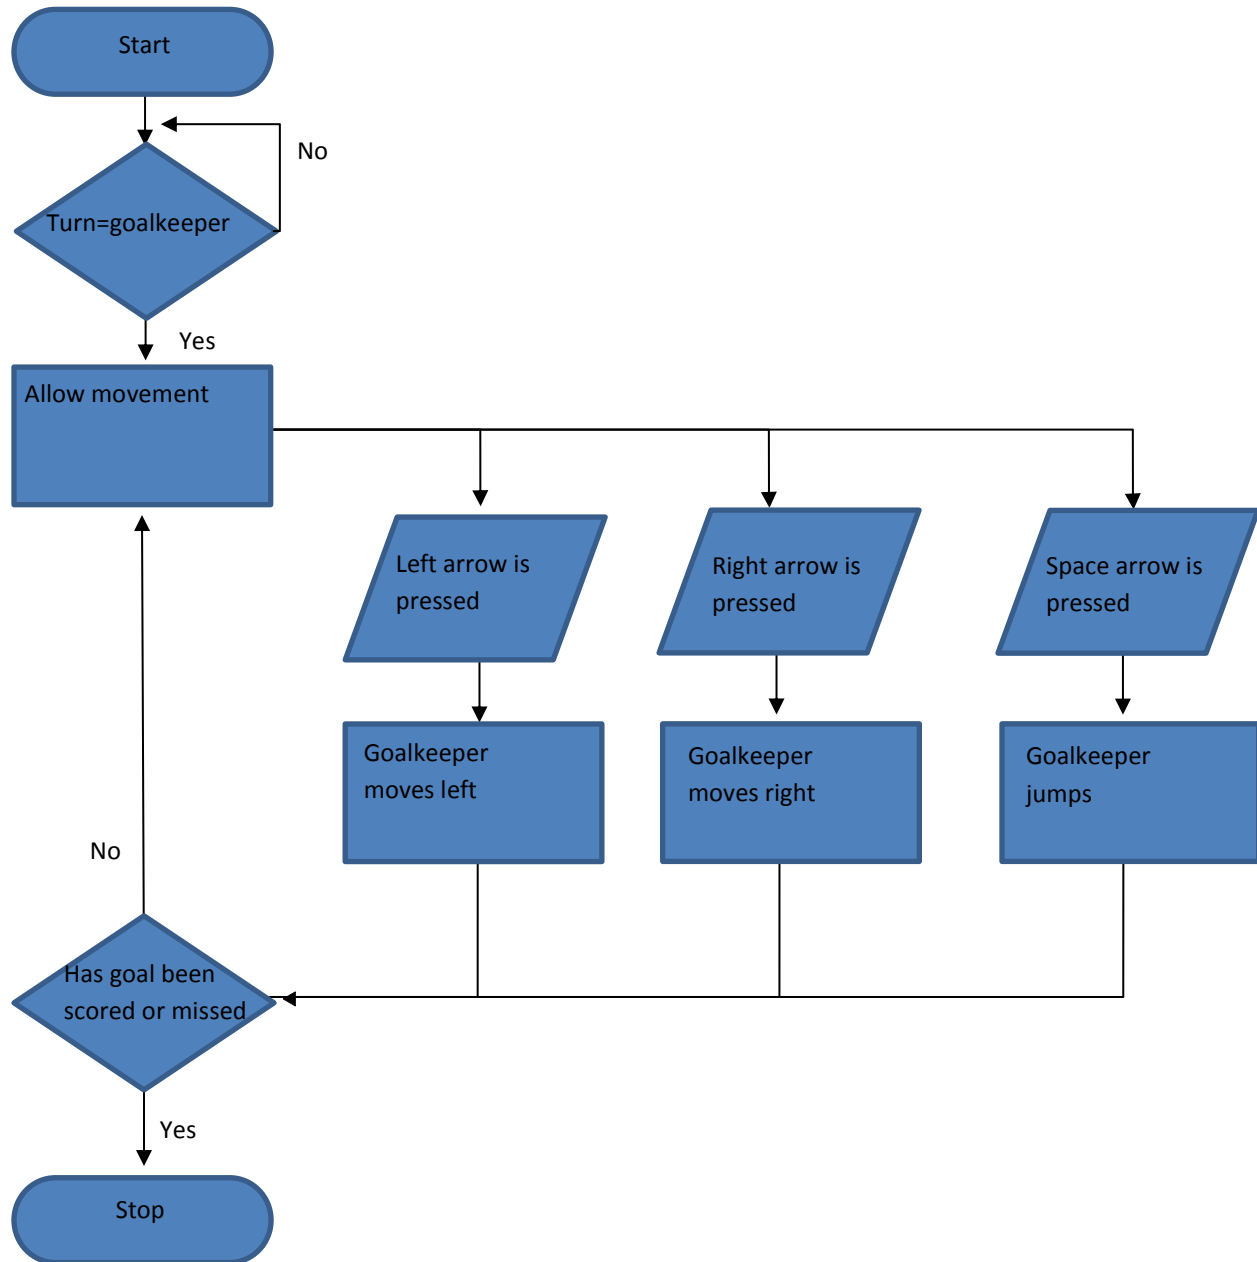 Start
No
Turn=goalkeeper
Yes
Allow movement
Left arrow is
pressed
Right arrow is
pressed
Space arrow is
pressed
Goalkeeper
moves left
Goalkeeper
moves right
Goalkeeper
jumps
No
Has goal been
scored or missed
Yes
Stop